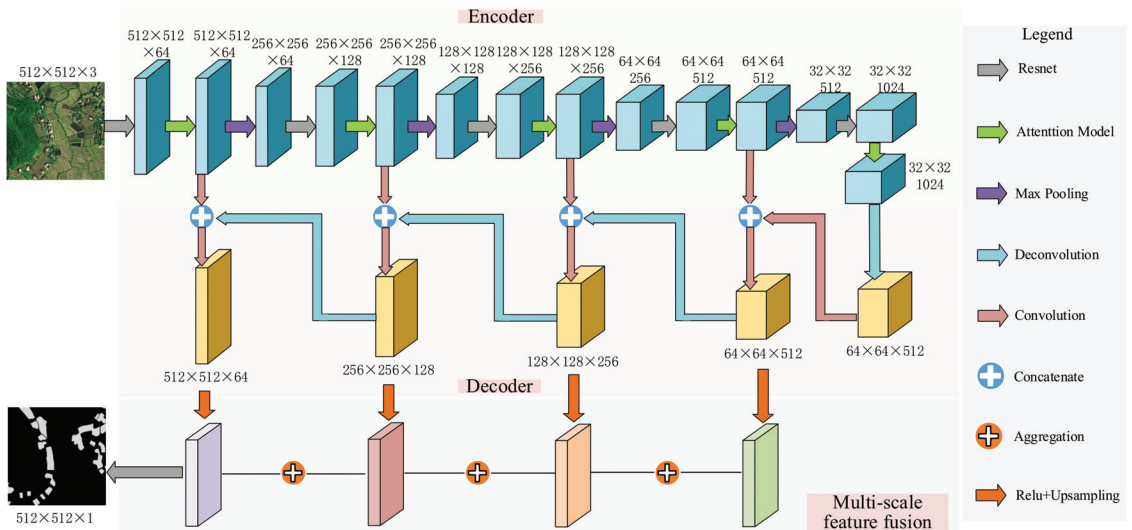 Encoder
512×512×3
512×512
×64
512×512
×64
256×256
×64
256×256
×128
256×256
×128
128×128
×128
128×128
×256
128×128
×256
64×64
256
64×64
512
64×64
512
32×32
512
32×32
1024
32×32
1024
512×512×64
256×256×128
128×128×256
64×64×512
64×64×512
Decoder
512×512×1
Multi-scale
feature fusion
Legend
Resnet
Attenttion Model
Max Pooling
Deconvolution
Convolution
Concatenate
Aggregation
Relu+Upsampling